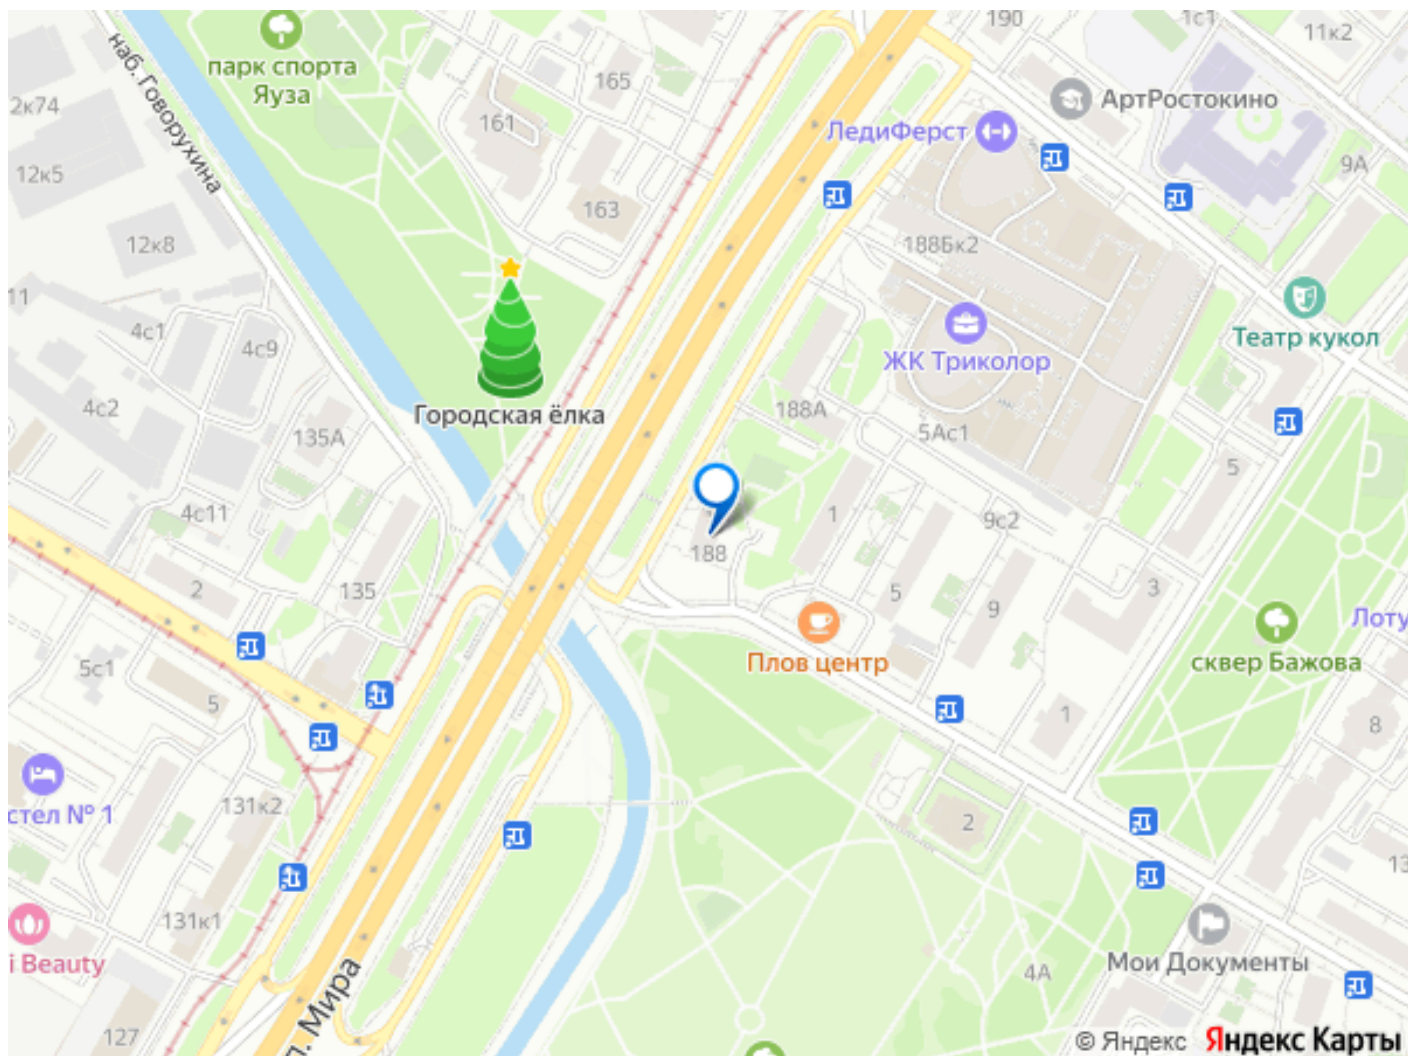 190
1с1
11к2
наб. Говорухина
парк спорта
Яуза
165
АртРостокино
2к74
161
ЛедиФерст
9А
12к5
163
12к8
188Бк2
11
4с1
4с9
Театр кукол
ЖК Триколор
4с2
Городская ёлка
188А
135А
5Ас1
5
4с11
1
9с2
188
2
135
5
9
3
Лоту
5с1
Плов центр
сквер Бажова
5
1
8
стел № 1
131к2
2
13
131к1
i Beauty
Мои Документы
4А
л. Мира
127
© Яндекс
Яндекс Карты